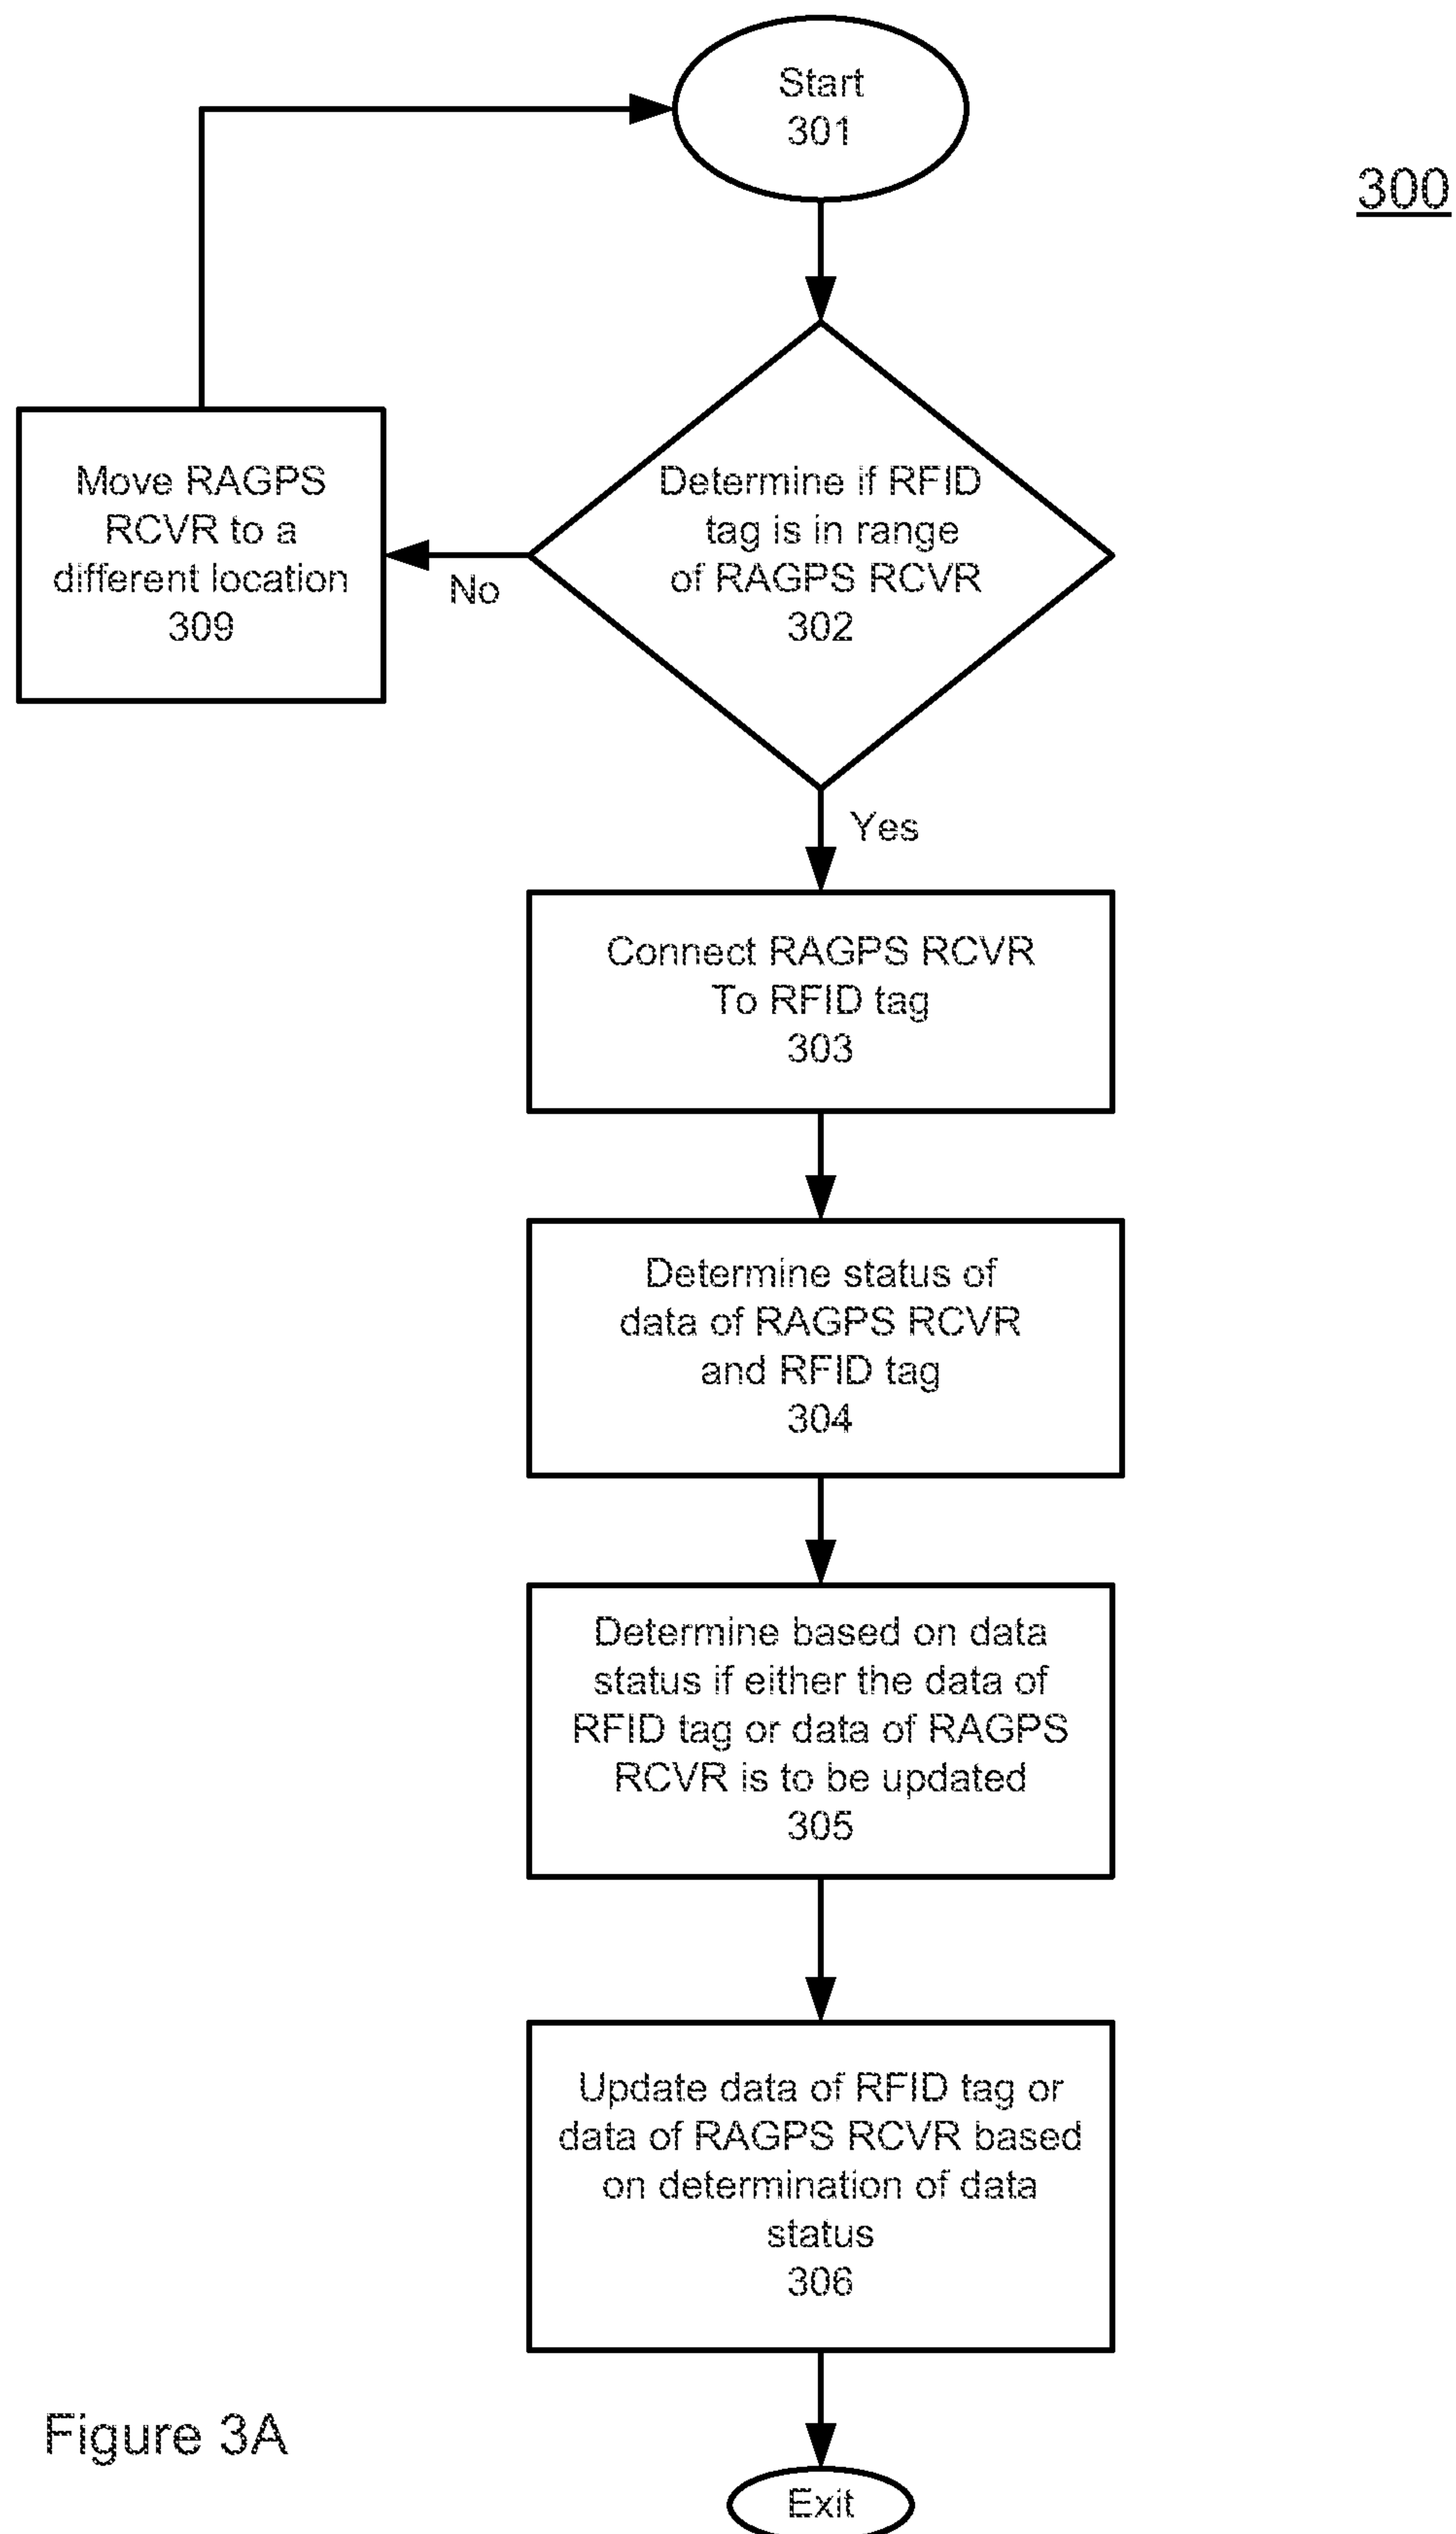 Start
301
300
Determine if RFID
tag is in range
of RAGPS RCVR
302
Move RAGPS
RCVR to a
different location
309
No
Yes
Connect RAGPS RCVR
To RFID tag
303
Determine status of
data of RAGPS RCVR
and RFID tag
304
Determine based on data
status if either the data of
RFID tag or data of RAGPS
RCVR is to be updated
305
Update data of RFID tag or
data of RAGPS RCVR based
on determination of data
status
306
Figure 3A
Exit